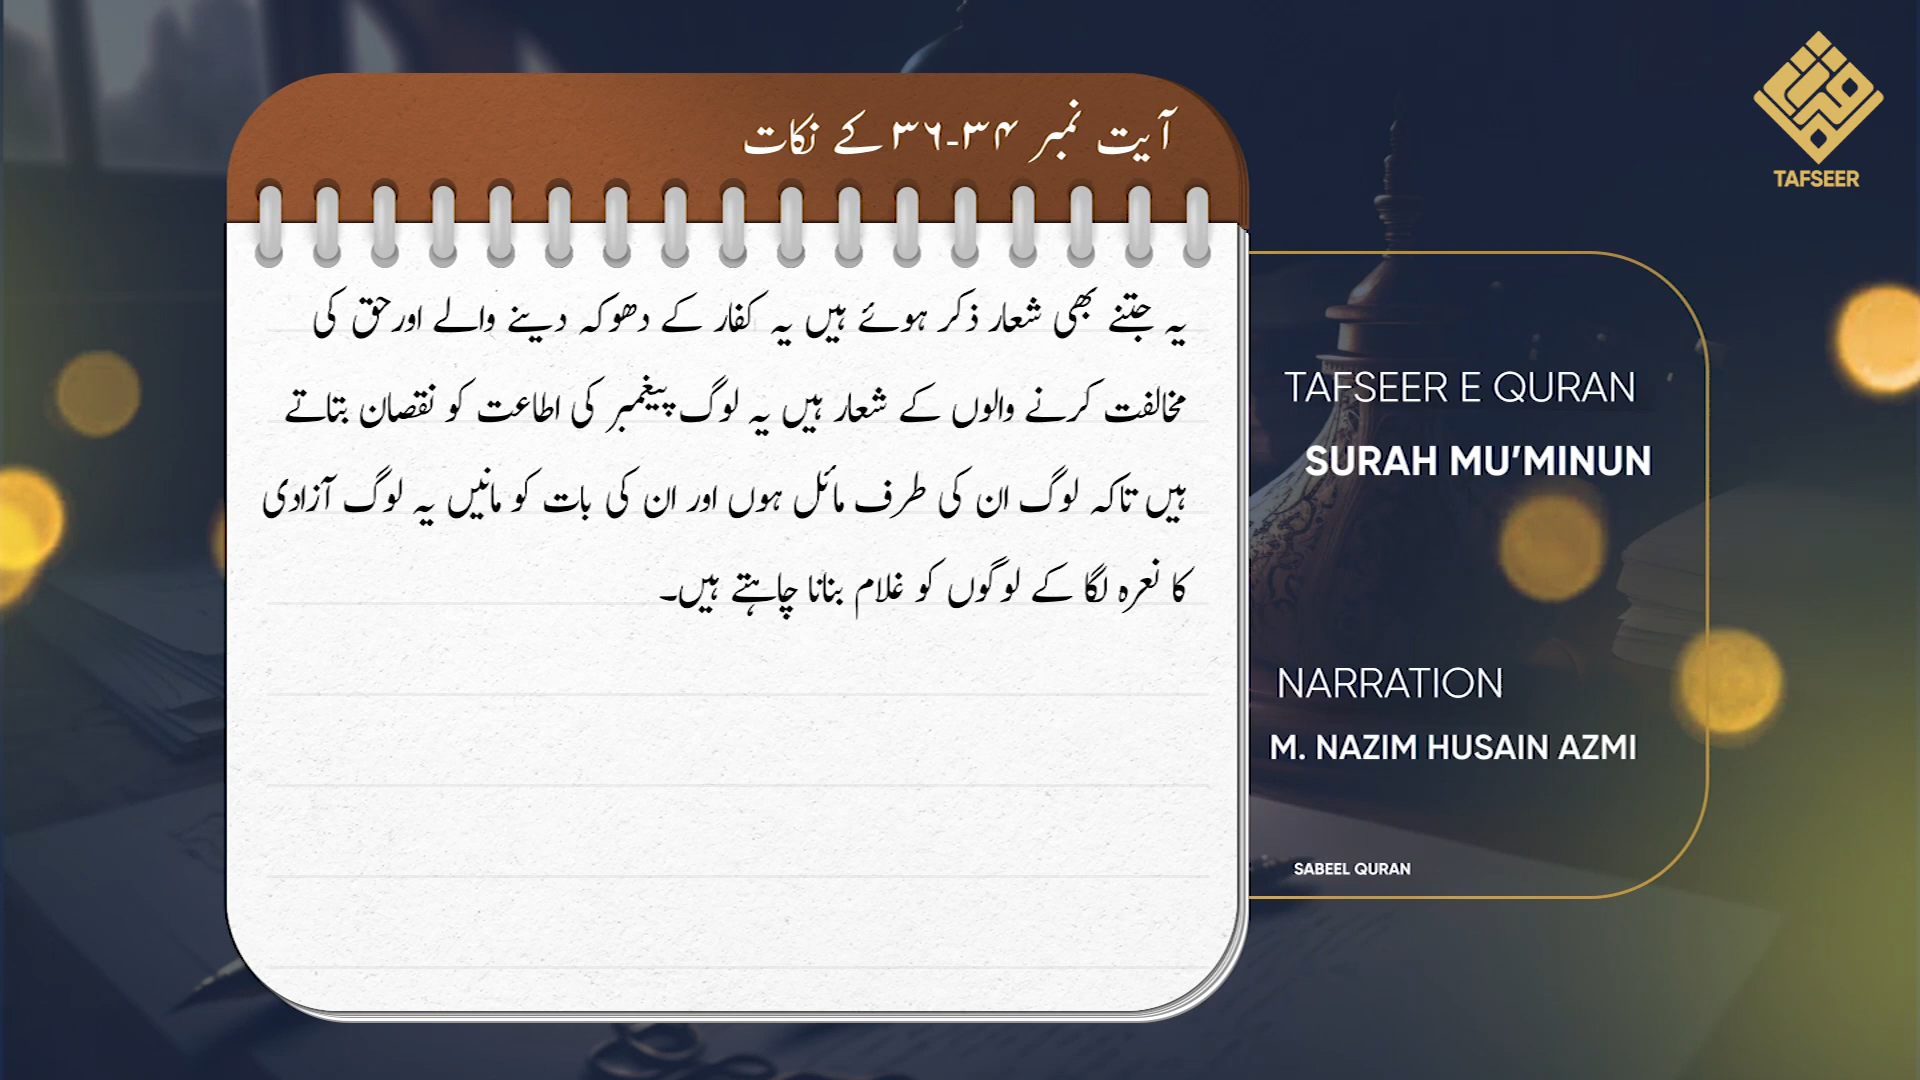 آیت نمبر ۳۴-۳۶ کے نکات
یہ جتنے بھی شعار ذکر ہوئے ہیں یہ کفار کے دھوکہ دینے والے اور حق کی
مخالفت کرنے والوں کے شعار ہیں یہ لوگ پیغمبر کی اطاعت کو نقصان بتاتے
ہیں تاکہ لوگ ان کی طرف مائل ہوں اور ان کی بات کو مانیں یہ لوگ آزادی
کا نعرہ لگا کے لوگوں کو غلام بنانا چاہتے ہیں۔
TAFSEER
TAFSEER E QURAN
SURAH MU’MINUN
NARRATION
M. NAZIM HUSAIN AZMI
SABEEL QURAN